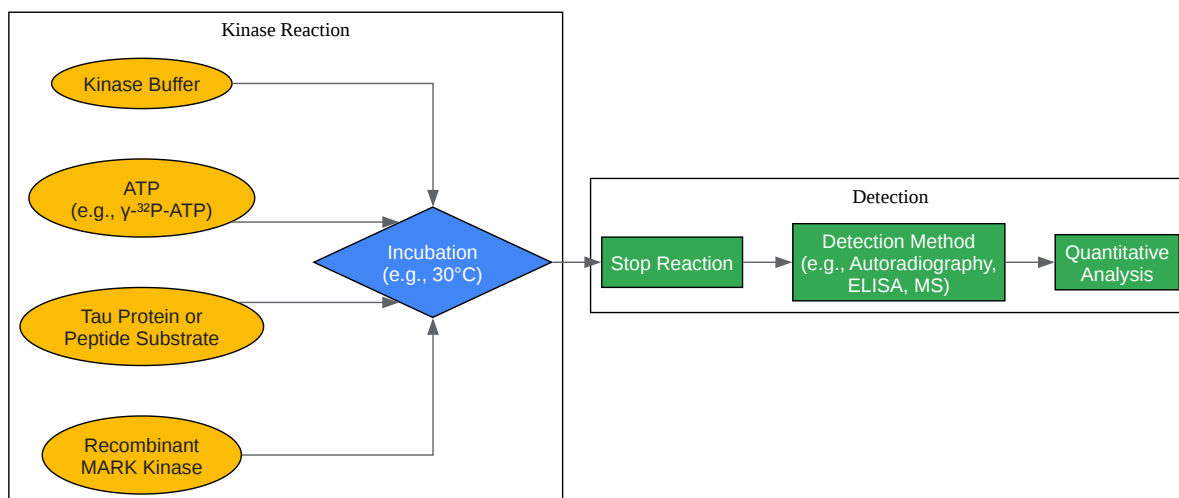 Kinase Reaction
Kinase Buffer
ATP
(e.g., γ-³²P-ATP)
Tau Protein or
Peptide Substrate
Recombinant
MARK Kinase
Incubation
(e.g., 30°C)
Detection
Stop Reaction
Detection Method
(e.g., Autoradiography,
ELISA, MS)
Quantitative
Analysis